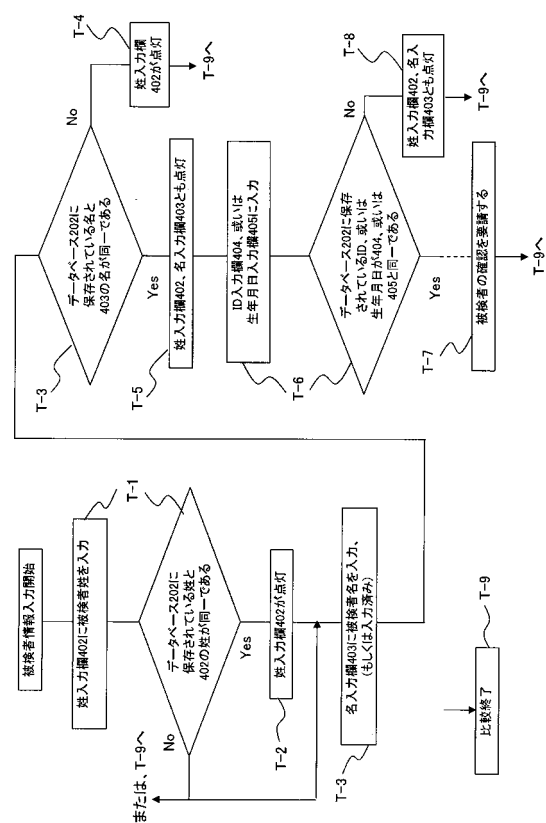 被検者情報入力開始
姓入力欄402に被検者姓を入力
T-1
データベース202に
保存されている姓と
402の姓が同一である
No
または、T-9へ
Yes
姓入力欄402が点灯
T-2
名入力欄403に被検者名を入力、
(もしくは入力済み)
T-3
T-3
データベース202に
保存されている名と
403の名が同一である
No
姓入力欄
402が点灯
T-4
T-9へ
Yes
姓入力欄402、名入力欄403とも点灯
T-5
ID入力欄404、或いは
生年月日入力欄405に入力
T-6
データベース202に保存
されているID、或いは
生年月日が404、或いは
405と同一である
No
姓入力欄402、名入
力欄403とも点灯
T-8
T-9へ
Yes
被検者の確認を要請する
T-7
T-9へ
比較終了
T-9